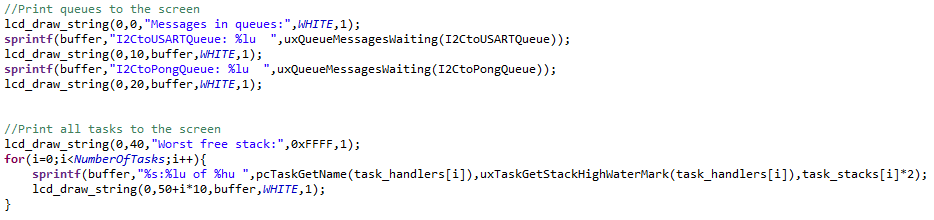 //Print queues to the screen
lcd_draw_string(0,0,"Messages in queues:",WHITE,1);
sprintf(buffer,"I2CtoUSARTQueue: %lu  ",uxQueueMessagesWaiting(I2CtoUSARTQueue));
lcd_draw_string(0,10,buffer,WHITE,1);
sprintf(buffer,"I2CtoPongQueue: %lu  ",uxQueueMessagesWaiting(I2CtoPongQueue));
lcd_draw_string(0,20,buffer,WHITE,1);
//Print all tasks to the screen
lcd_draw_string(0,40,"Worst free stack:",0xFFFF,1);
for(i=0;i<NumberOfTasks;i++){
    sprintf(buffer,"%s:%lu of %hu ",pcTaskGetName(task_handlers[i]),uxTaskGetStackHighWaterMark(task_handlers[i]),task_stacks[i]*2);
    lcd_draw_string(0,50+i*10,buffer,WHITE,1);
}